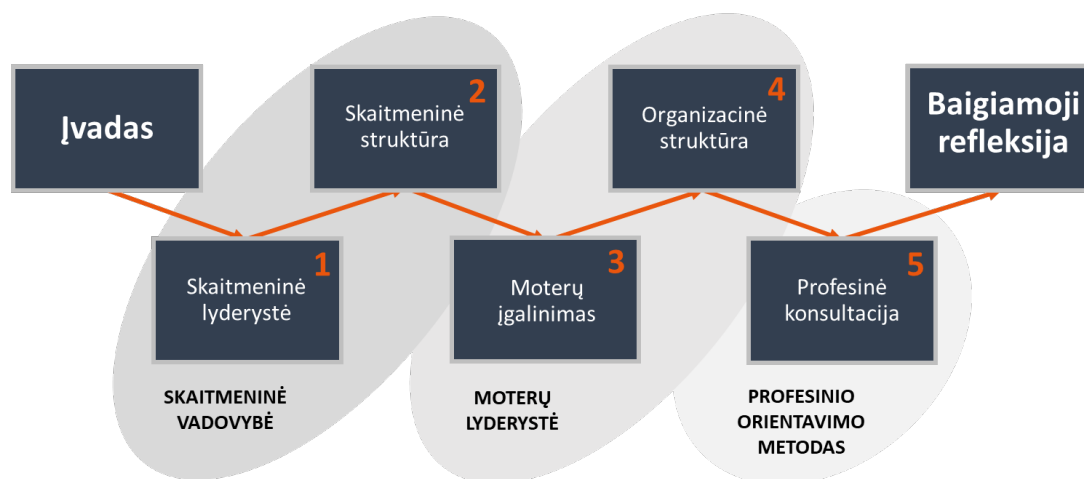 Įvadas
1
Skaitmeninė
lyderystė
2
Skaitmeninė
struktūra
SKAITMENINĖ
VADOVYBĖ
3
Moterų
įgalinimas
4
Organizacinė
struktūra
MOTERŲ
LYDERYSTĖ
5
Profesinė
konsultacija
PROFESINIO
ORIENTAVIMO
METODAS
Baigiamoji
refleksija